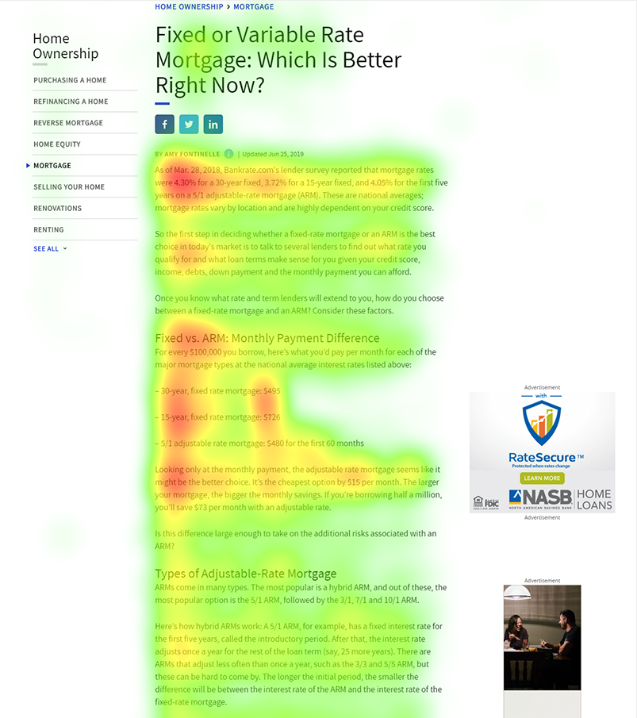 HOME OWNERSHIP › MORTGAGE
Home
Ownership
PURCHASING A HOME
REFINANCING A HOME
REVERSE MORTGAGE
HOME EQUITY
MORTGAGE
SELLING YOUR HOME
RENOVATIONS
RENTING
SEE ALL
Fixed or Variable Rate
Mortgage: Which Is Better
Right Now?
BY AMY FONTINELLE | Updated Jun 25, 2019
As of Mar. 28, 2018, Bankrate.com's lender survey reported that mortgage rates
were 4.30% for a 30-year fixed, 3.72% for a 15-year fixed, and 4.05% for the first five
years on a 5/1 adjustable-rate mortgage (ARM). These are national averages;
mortgage rates vary by location and are highly dependent on your credit score.
So the first step in deciding whether a fixed-rate mortgage or an ARM is the best
choice in today's market is to talk to several lenders to find out what rate you
qualify for and what loan terms make sense for you given your credit score,
income, debts, down payment and the monthly payment you can afford.
Once you know what rate and term lenders will extend to you, how do you choose
between a fixed-rate mortgage and an ARM? Consider these factors.
Fixed vs. ARM: Monthly Payment Difference
For every $100,000 you borrow, here's what you'd pay per month for each of the
major mortgage types at the national average interest rates listed above:
– 30-year, fixed rate mortgage: $495
– 15-year, fixed rate mortgage: $726
– 5/1 adjustable rate mortgage: $480 for the first 60 months
Looking only at the monthly payment, the adjustable rate mortgage seems like it
might be the better choice. It's the cheapest option by $15 per month. The larger
your mortgage, the bigger the monthly savings. If you're borrowing half a million,
you'll save $73 per month with an adjustable rate.
Is this difference large enough to take on the additional risks associated with an
ARM?
Types of Adjustable-Rate Mortgage
ARMs come in many types. The most popular is a hybrid ARM, and out of these, the
most popular option is the 5/1 ARM, followed by the 3/1, 7/1 and 10/1 ARM.
Here's how hybrid ARMs work: A 5/1 ARM, for example, has a fixed interest rate for
the first five years, called the introductory period. After that, the interest rate
adjusts once a year for the rest of the loan term (say, 25 more years). There are
ARMs that adjust less often than once a year, such as the 3/3 and 5/5 ARM, but
these can be hard to come by. The longer the initial period, the smaller the
difference will be between the interest rate of the ARM and the interest rate of the
fixed-rate mortgage.
Advertisement
with
RateSecure™
Protected when rates change.
LEARN MORE
FDIC
NASB HOME
LOANS
NORTH AMERICAN SAVINGS BANK
Advertisement
Advertisement